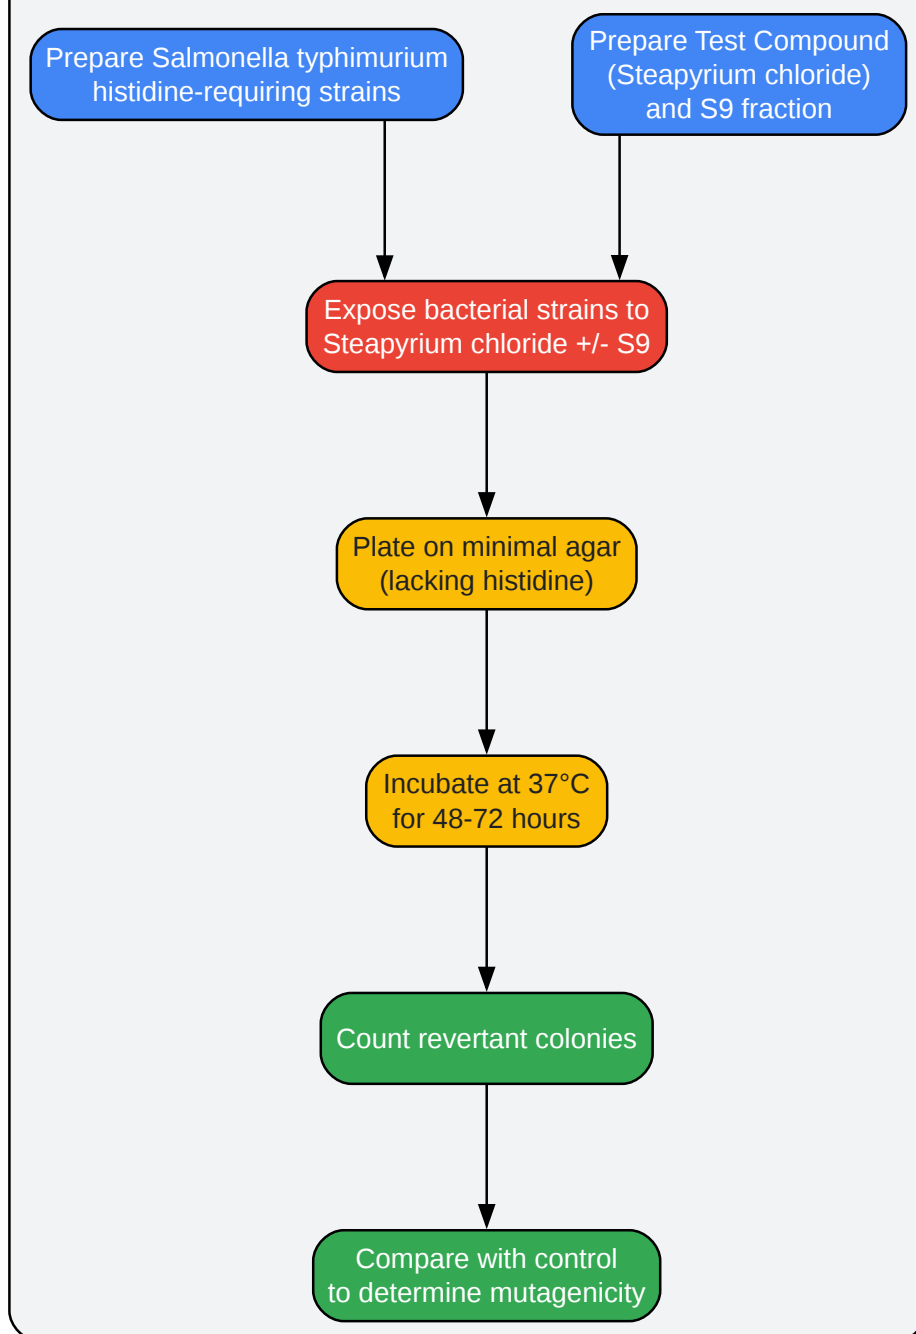 Prepare Salmonella typhimurium
histidine-requiring strains
Prepare Test Compound
(Steapyrium chloride)
and S9 fraction
Expose bacterial strains to
Steapyrium chloride +/- S9
Plate on minimal agar
(lacking histidine)
Incubate at 37°C
for 48-72 hours
Count revertant colonies
Compare with control
to determine mutagenicity